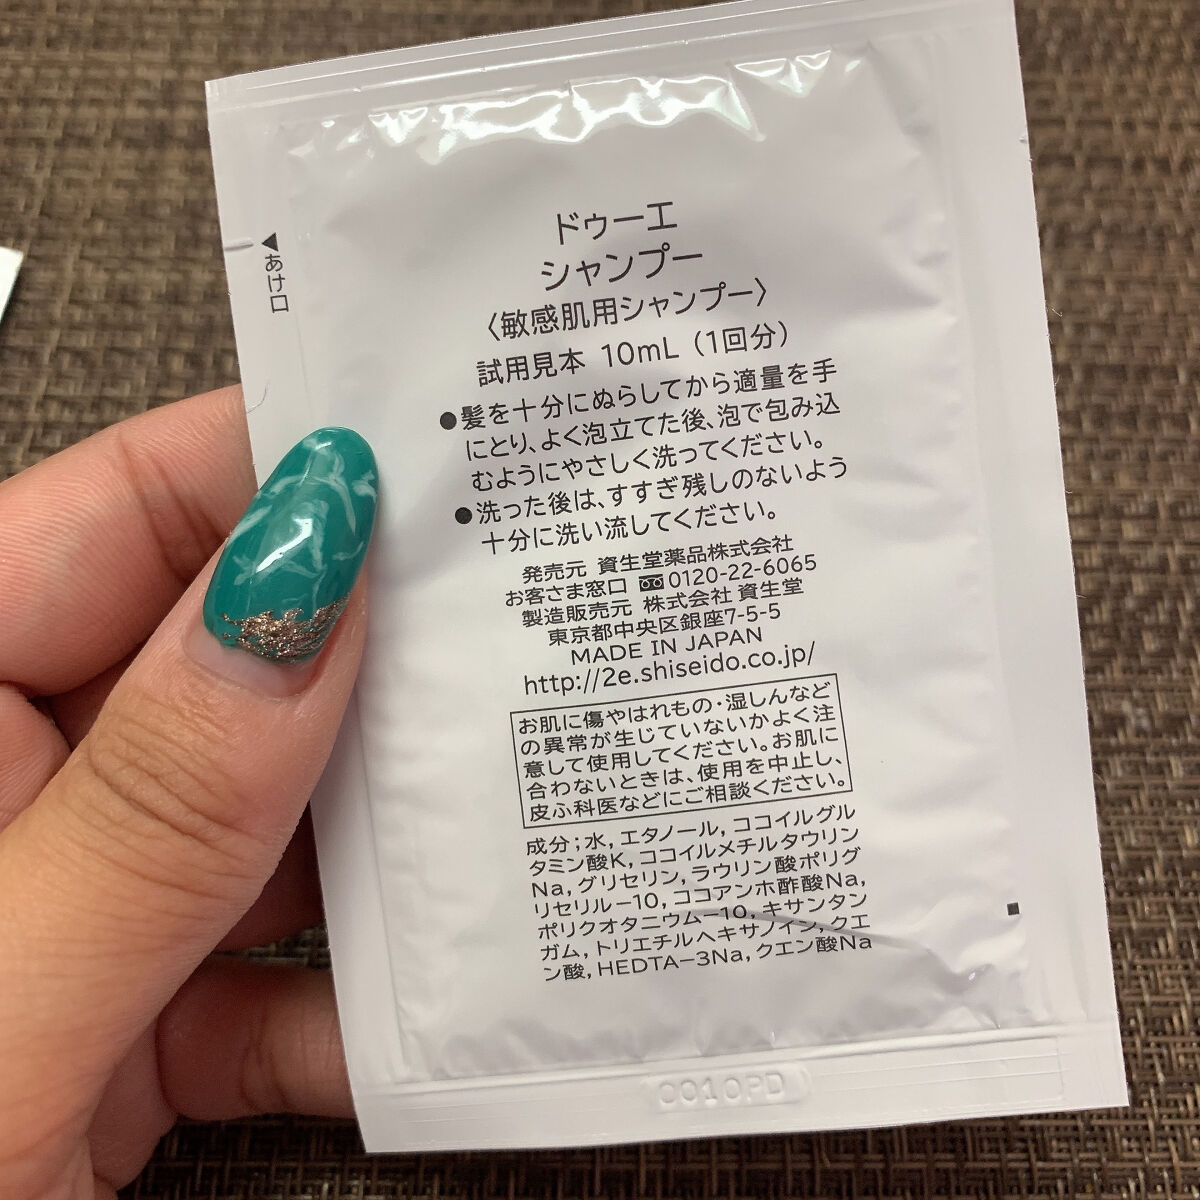 ◀あけ口
ドゥーエ
シャンプー
〈敏感肌用シャンプー〉
試用見本 10mL（1回分）
●髪を十分にぬらしてから適量を手
にとり、よく泡立てた後、泡で包み込
むようにやさしく洗ってください。
●洗った後は、すすぎ残しのないよう
十分に洗い流してください。
発売元 資生堂薬品株式会社
お客さま窓口 0120-22-6065
製造販売元 株式会社 資生堂
東京都中央区銀座7-5-5
MADE IN JAPAN
http://2e.shiseido.co.jp/
お肌に傷やはれもの・湿しんなど
の異常が生じていないかよく注
意して使用してください。お肌に
合わないときは、使用を中止し、
皮ふ科医などにご相談ください。
成分；水, エタノール, ココイルグル
タミン酸K, ココイルメチルタウリン
Na, グリセリン, ラウリン酸ポリグ
リセリル－10, ココアンホ酢酸Na,
ポリクオタニウム－10, キサンタン
ガム, トリエチルヘキサノイン, クエ
ン酸, HEDTA－3Na, クエン酸Na
0010PD